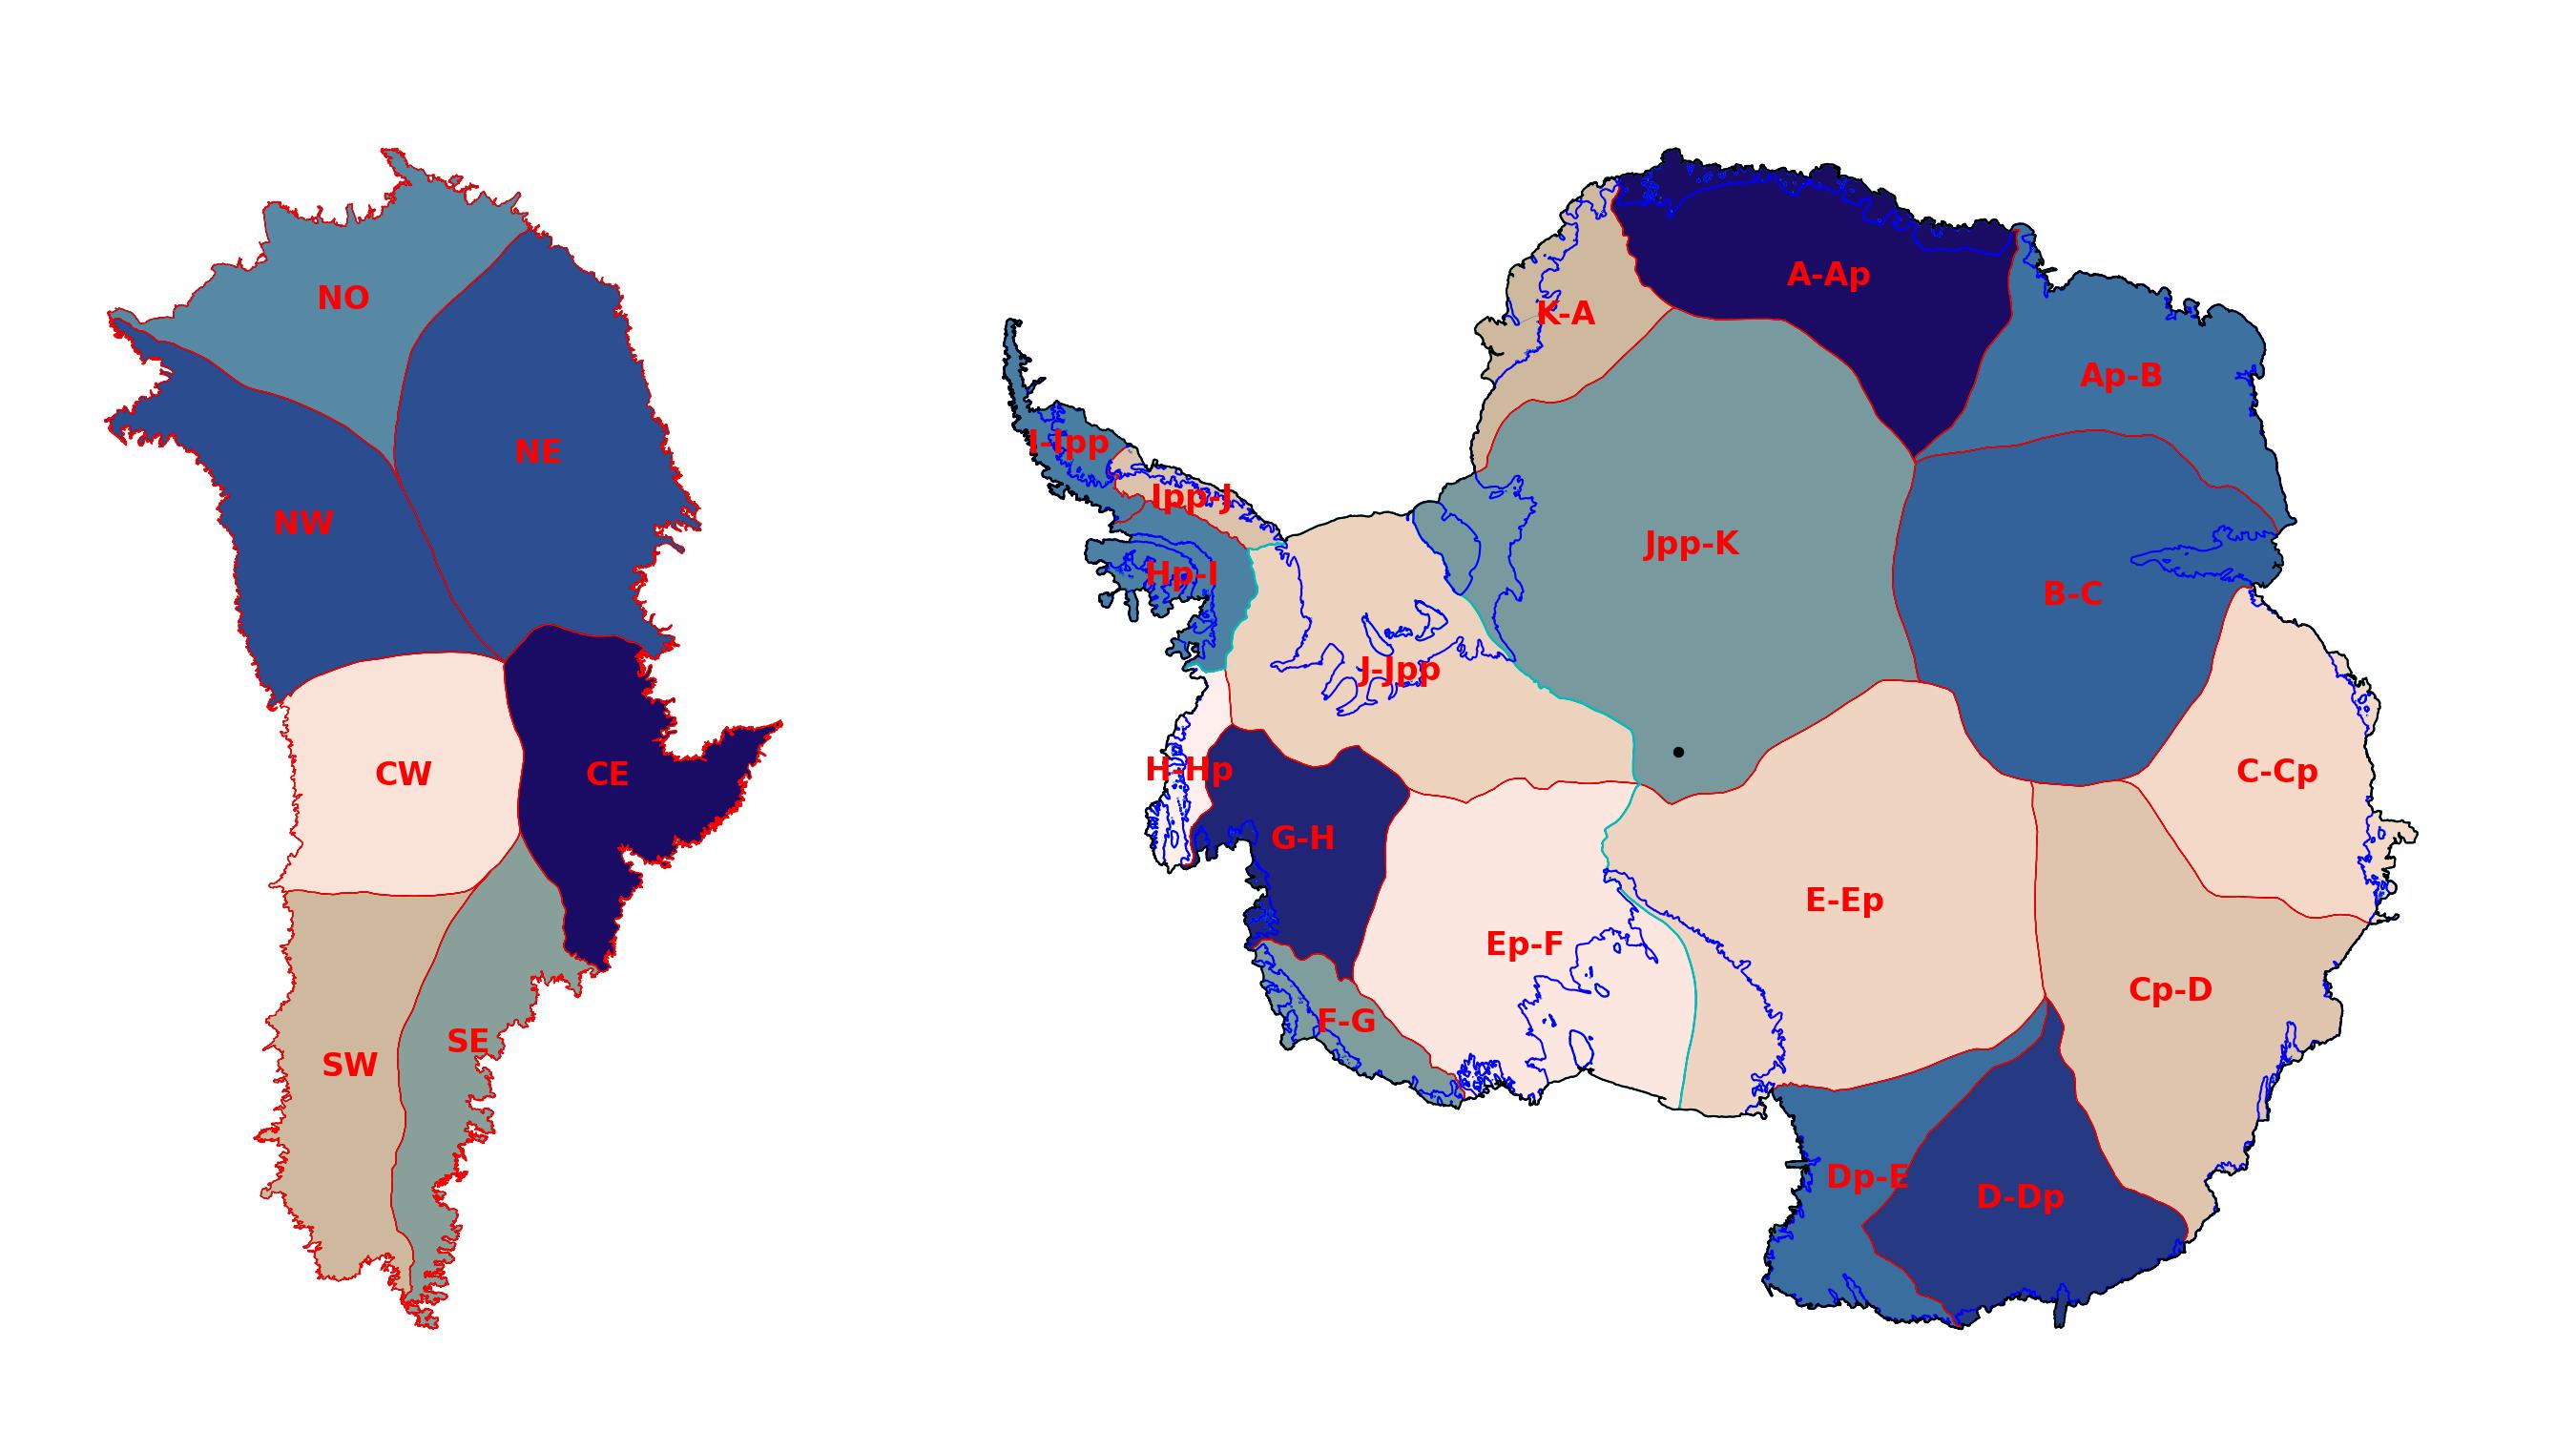 NO
NE
NW
CW
CE
SW
SE
A-Ap
K-A
Ap-B
I-Ipp
Ipp-J
Jpp-K
Hp-I
B-C
J-Jpp
H-Hp
C-Cp
G-H
E-Ep
Ep-F
Cp-D
F-G
Dp-E
D-Dp